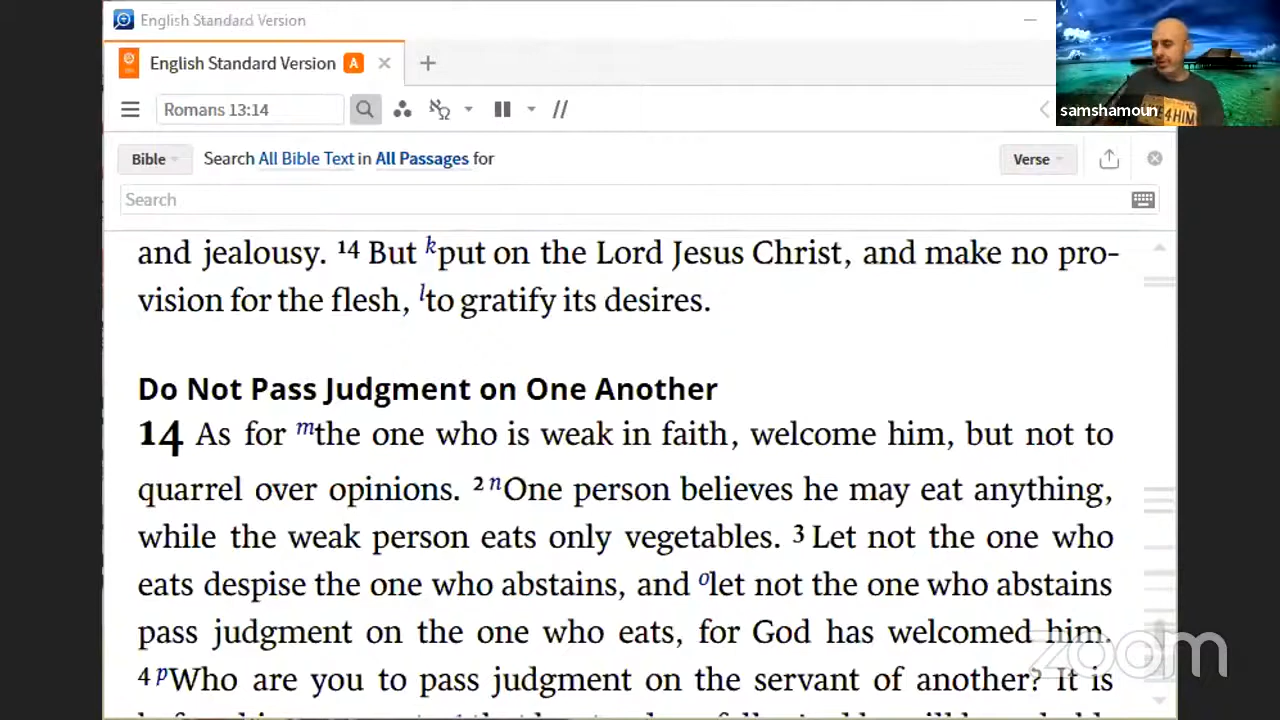 English Standard Version
English Standard Version A
Romans 13:14
Bible Search All Bible Text in All Passages for Verse
Search
and jealousy. 14 But k put on the Lord Jesus Christ, and make no pro-
vision for the flesh, l to gratify its desires.
Do Not Pass Judgment on One Another
14 As for m the one who is weak in faith, welcome him, but not to
quarrel over opinions. 2 n One person believes he may eat anything,
while the weak person eats only vegetables. 3 Let not the one who
eats despise the one who abstains, and o let not the one who abstains
pass judgment on the one who eats, for God has welcomed him.
4 p Who are you to pass judgment on the servant of another? It is
samshamoun
4HIM
zoom